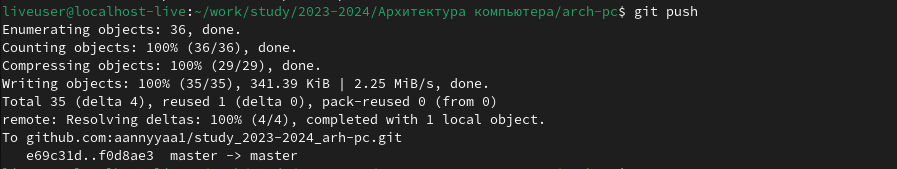 liveuser@localhost-live:~/work/study/2023-2024/Архитектура компьютера/arch-pc$ git push
Enumerating objects: 36, done.
Counting objects: 100% (36/36), done.
Compressing objects: 100% (29/29), done.
Writing objects: 100% (35/35), 341.39 KiB | 2.25 MiB/s, done.
Total 35 (delta 4), reused 1 (delta 0), pack-reused 0 (from 0)
remote: Resolving deltas: 100% (4/4), completed with 1 local object.
To github.com:aannyyaa1/study_2023-2024_arh-pc.git
   e69c31d..f0d8ae3  master -> master